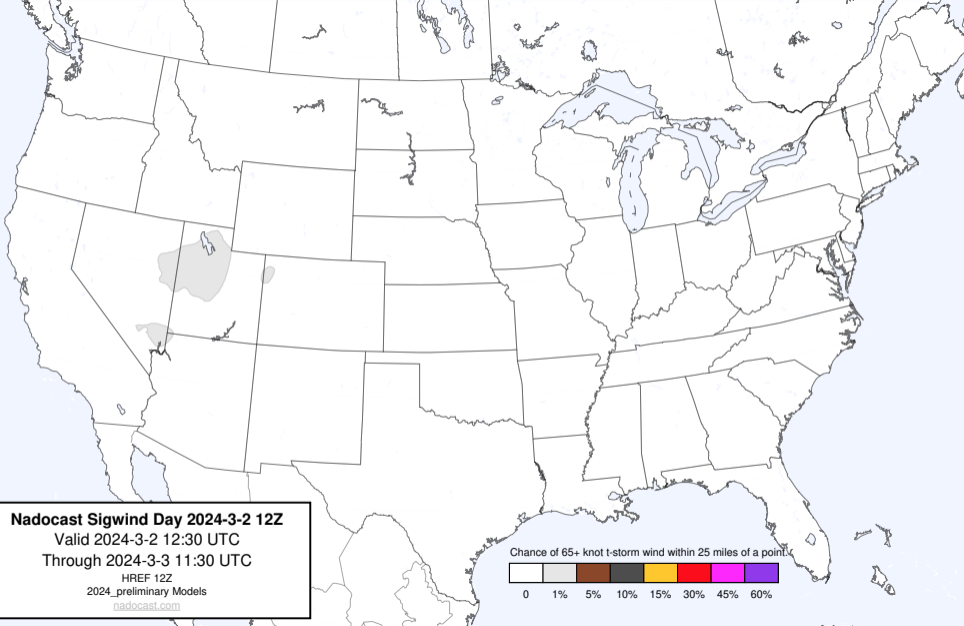 Nadocast Sigwind Day 2024-3-2 12Z
Valid 2024-3-2 12:30 UTC
Through 2024-3-3 11:30 UTC
HREF 12Z
2024_preliminary Models
nadocast.com
Chance of 65+ knot t-storm wind within 25 miles of a point.
0 1% 5% 10% 15% 30% 45% 60%